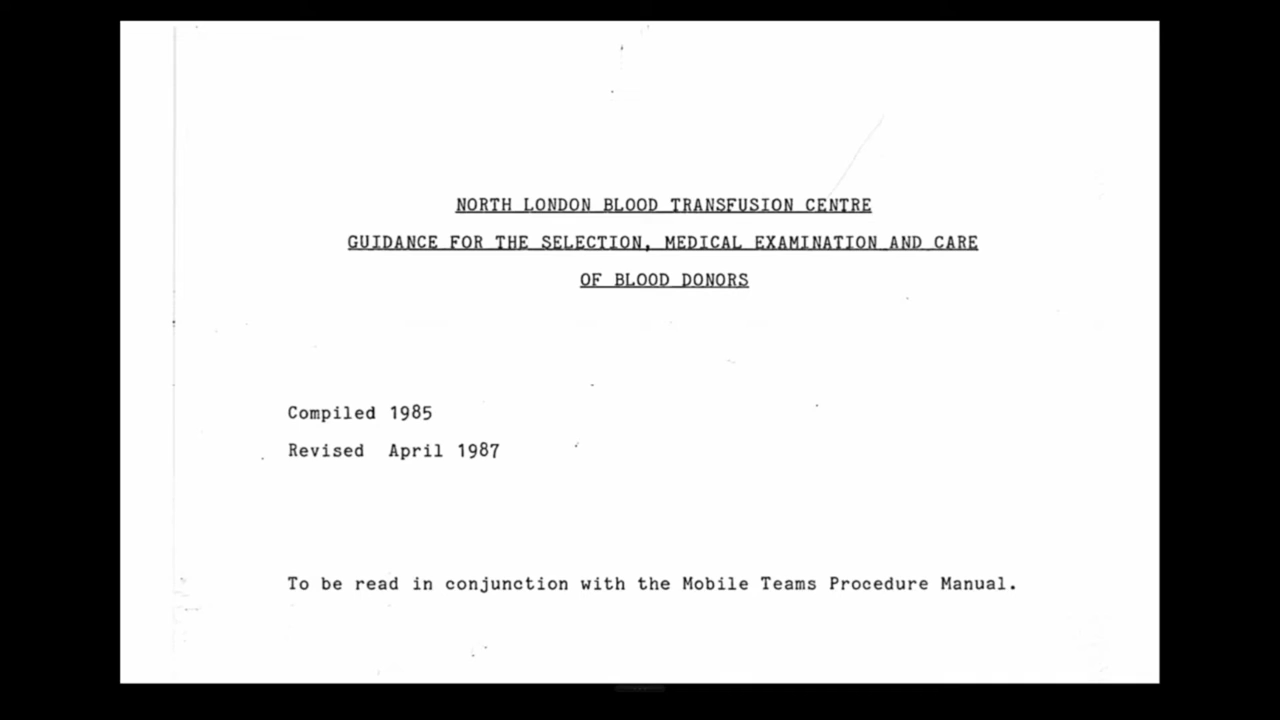 NORTH LONDON BLOOD TRANSFUSION CENTRE
GUIDANCE FOR THE SELECTION, MEDICAL EXAMINATION AND CARE
OF BLOOD DONORS
Compiled 1985
Revised April 1987
To be read in conjunction with the Mobile Teams Procedure Manual.